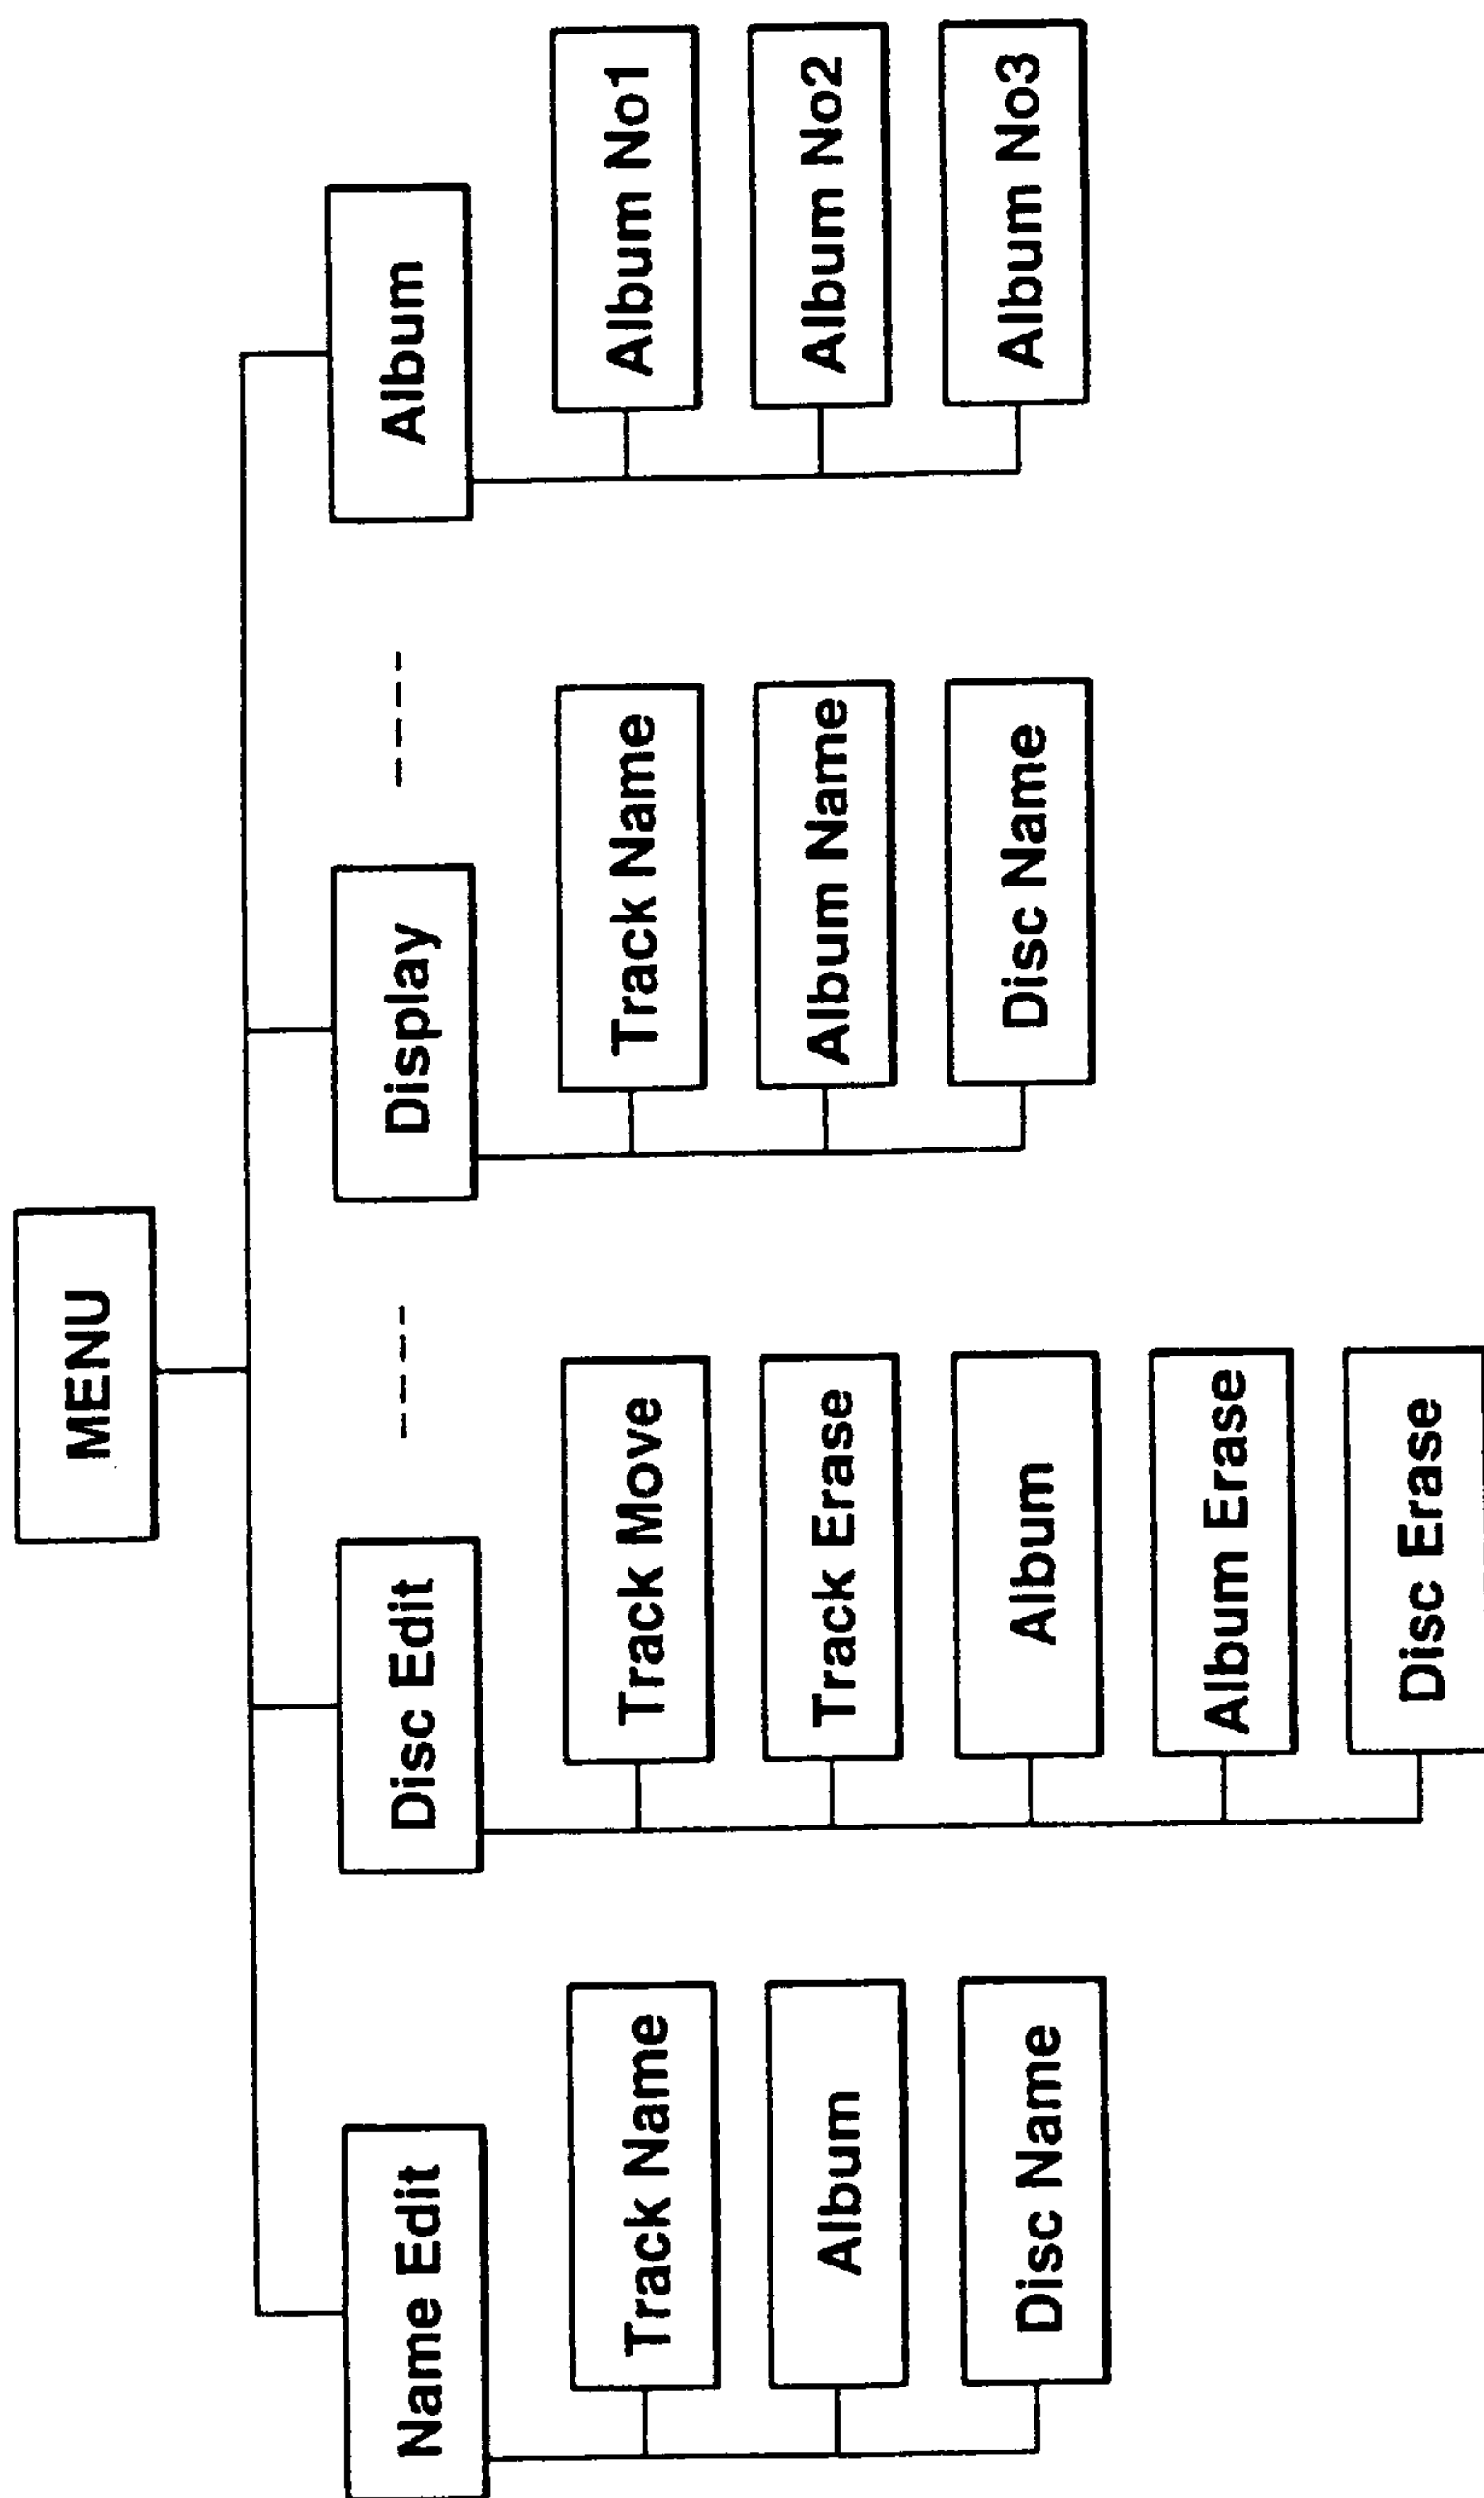 MENU
Name Edit
Track Name
Album
Disc Name
Disc Edit
Track Move
Track Erase
Album
Album Erase
Disc Erase
Display
Track Name
Album Name
Disc Name
Album
Album No1
Album No2
Album No3